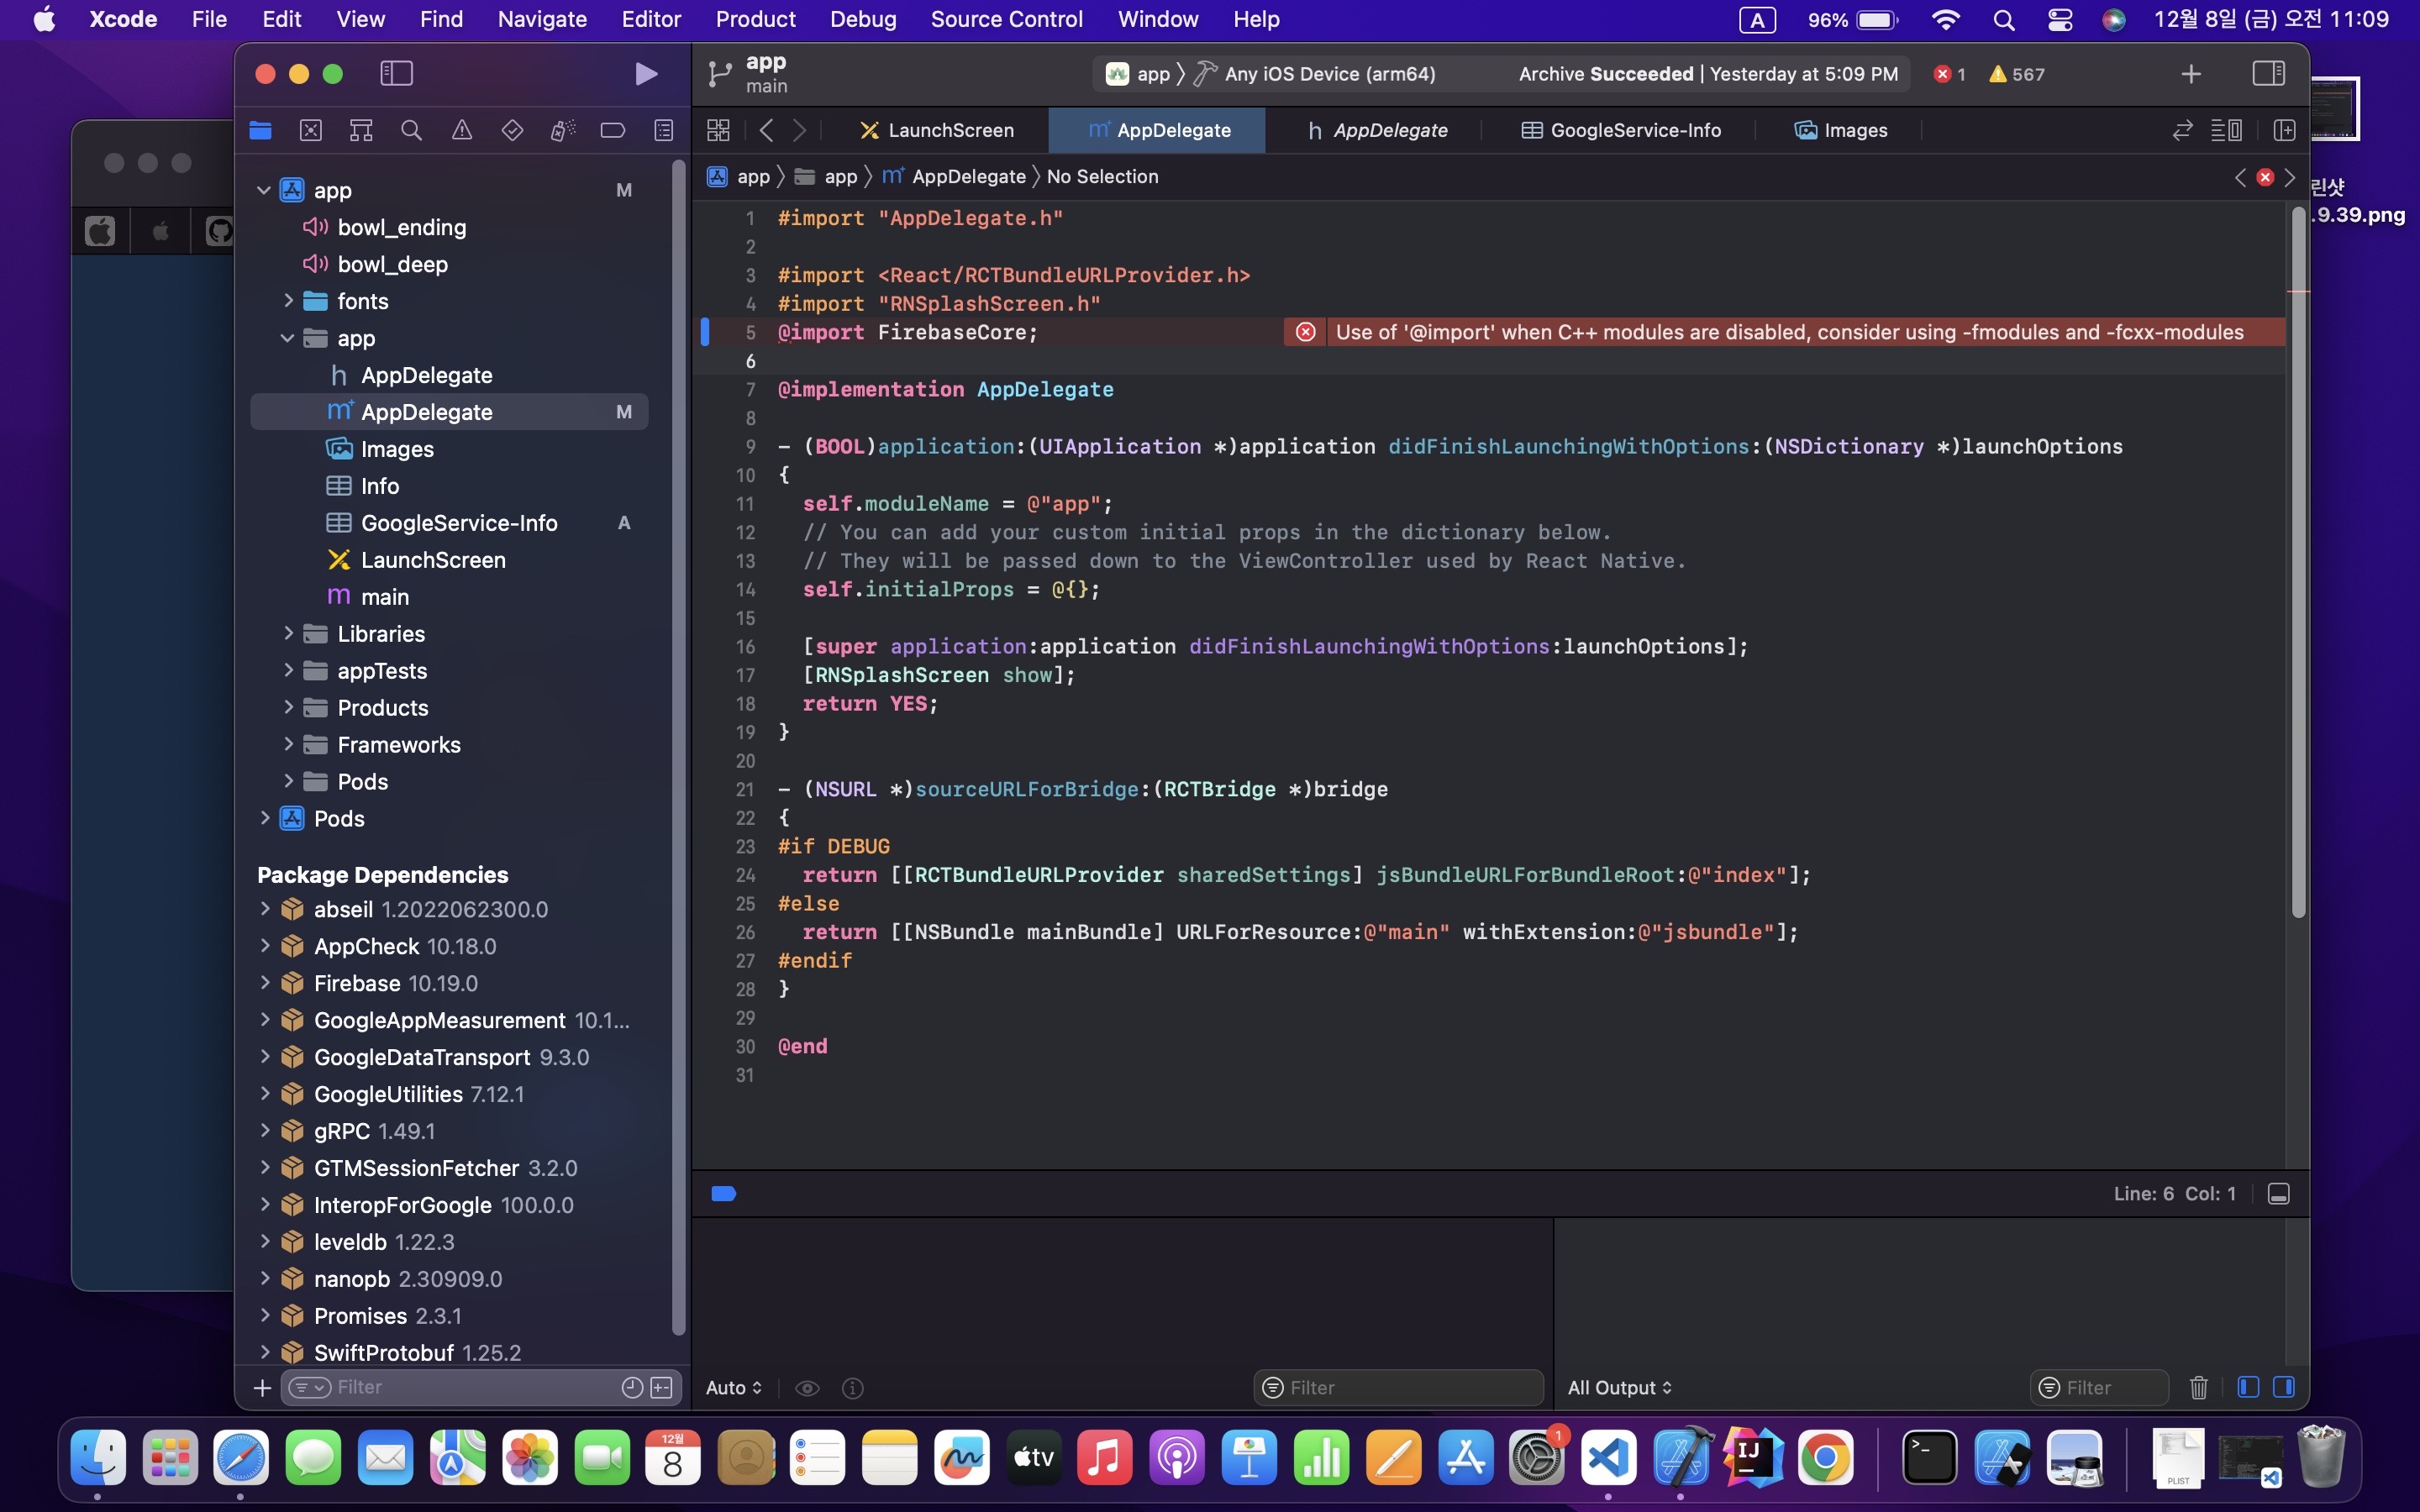 Xcode File Edit View Find Navigate Editor Product Debug Source Control Window Help A 96% 12월 8일 (금) 오전 11:09
app
main
app 〉 Any iOS Device (arm64) Archive Succeeded | Yesterday at 5:09 PM 1 567
LaunchScreen m+ AppDelegate h AppDelegate GoogleService-Info Images
app 〉 app 〉 m+ AppDelegate 〉 No Selection
린샷
.9.39.png
app M
bowl_ending
bowl_deep
fonts
app
h AppDelegate
m+ AppDelegate M
Images
Info
GoogleService-Info A
LaunchScreen
m main
Libraries
appTests
Products
Frameworks
Pods
Pods
Package Dependencies
abseil 1.2022062300.0
AppCheck 10.18.0
Firebase 10.19.0
GoogleAppMeasurement 10.1...
GoogleDataTransport 9.3.0
GoogleUtilities 7.12.1
gRPC 1.49.1
GTMSessionFetcher 3.2.0
InteropForGoogle 100.0.0
leveldb 1.22.3
nanopb 2.30909.0
Promises 2.3.1
SwiftProtobuf 1.25.2
Filter
1 #import "AppDelegate.h"
2
3 #import <React/RCTBundleURLProvider.h>
4 #import "RNSplashScreen.h"
5 @import FirebaseCore; Use of '@import' when C++ modules are disabled, consider using -fmodules and -fcxx-modules
6
7 @implementation AppDelegate
8
9 - (BOOL)application:(UIApplication *)application didFinishLaunchingWithOptions:(NSDictionary *)launchOptions
10 {
11 self.moduleName = @"app";
12 // You can add your custom initial props in the dictionary below.
13 // They will be passed down to the ViewController used by React Native.
14 self.initialProps = @{};
15
16 [super application:application didFinishLaunchingWithOptions:launchOptions];
17 [RNSplashScreen show];
18 return YES;
19 }
20
21 - (NSURL *)sourceURLForBridge:(RCTBridge *)bridge
22 {
23 #if DEBUG
24 return [[RCTBundleURLProvider sharedSettings] jsBundleURLForBundleRoot:@"index"];
25 #else
26 return [[NSBundle mainBundle] URLForResource:@"main" withExtension:@"jsbundle"];
27 #endif
28 }
29
30 @end
31
Line: 6 Col: 1
Auto Filter All Output Filter
12월
8
tv
1
IJ
PLIST